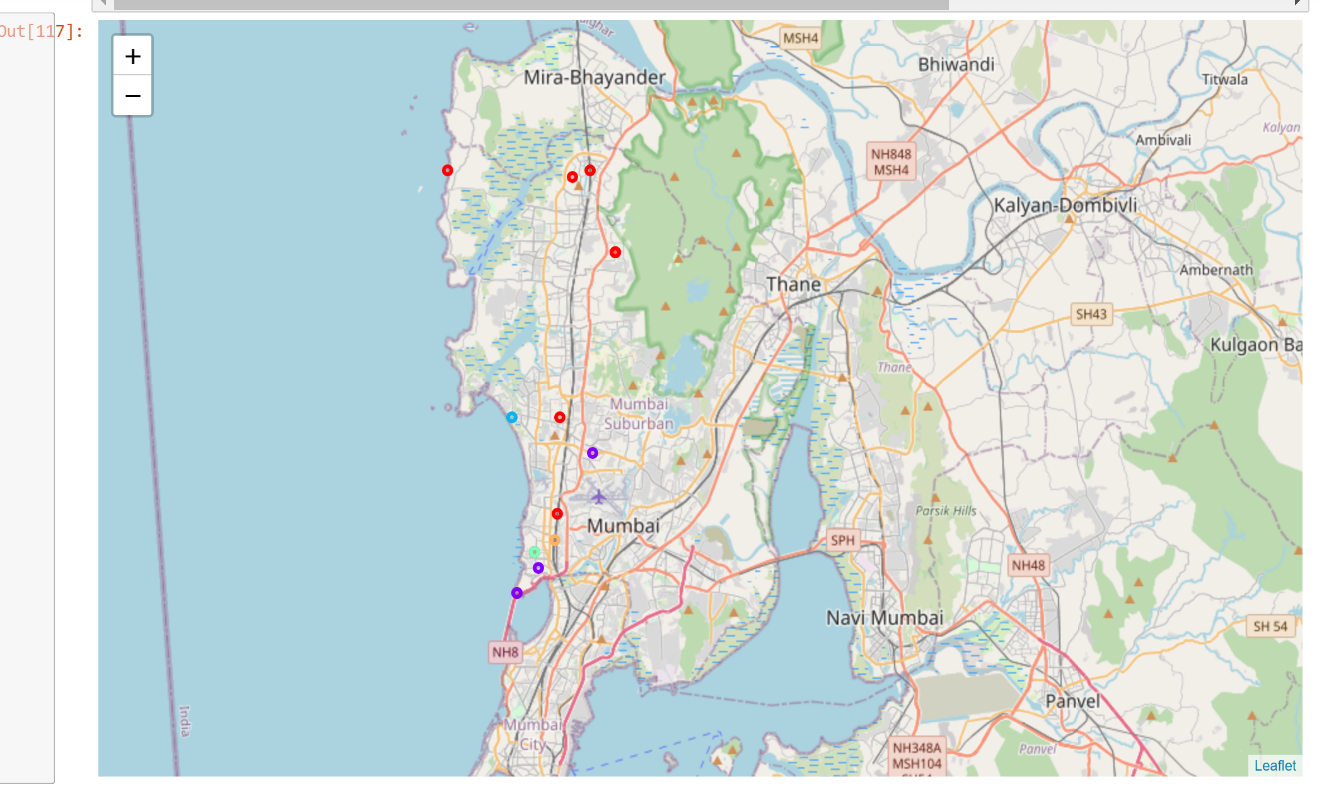 Out[117]:
+
−
Mira-Bhayander
MSH4
Bhiwandi
Titwala
Ambivali
Kalyan
NH848
MSH4
Kalyan-Dombivli
Ambernath
Thane
SH43
Kulgaon Ba
Thane
Mumbai
Suburban
Parsik Hills
Mumbai
SPH
NH48
Navi Mumbai
SH 54
NH8
Panvel
India
Mumbai
City
NH348A
MSH104
Panvel
Leaflet